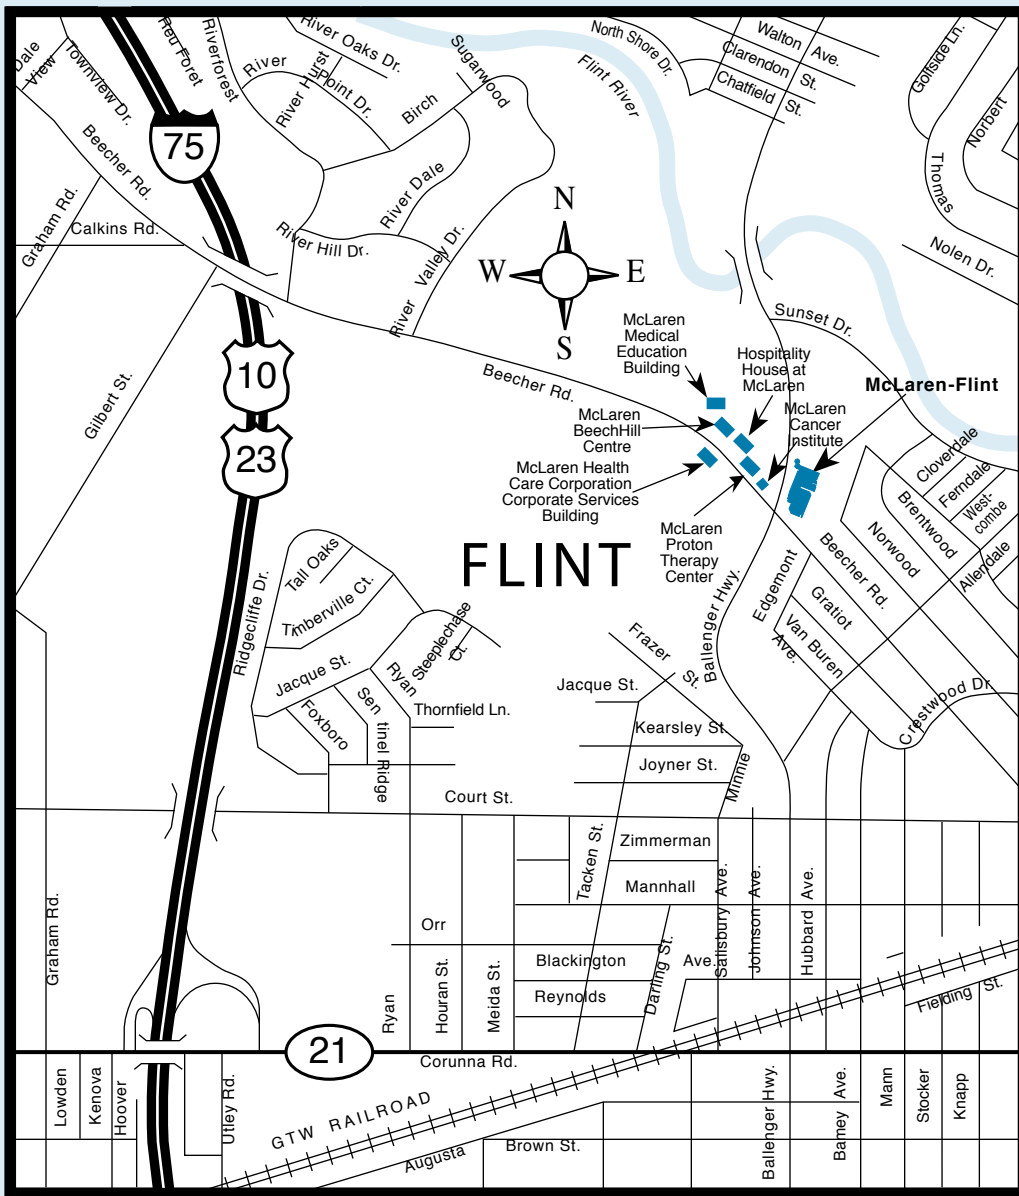 Dale
View
Townview Dr.
Reu Foret
Riverforest
River Oaks Dr.
River
Point Dr.
River Hurst
Birch
Sugarwood
North Shore Dr.
Flint River
Walton Ave.
Clarendon St.
Chatfield St.
Golfside Ln.
Norbert
Thomas
Nolen Dr.
75
Beecher Rd.
Graham Rd.
Calkins Rd.
River Dale
River Hill Dr.
River Valley Dr.
N
W
E
S
Sunset Dr.
McLaren
Medical
Education
Building
Hospitality
House at
McLaren
McLaren-Flint
10
Beecher Rd.
McLaren
BeechHill
Centre
McLaren
Cancer
Institute
Gilbert St.
23
McLaren Health
Care Corporation
Corporate Services
Building
McLaren
Proton
Therapy
Center
Cloverdale
Ferndale
West-
combe
Brentwood
Norwood
Allendale
FLINT
Beecher Rd.
Edgemont
Ave.
Gratiot
Van Buren
Ballenger Hwy.
Tall Oaks
Timberville Ct.
Ridgecliffe Dr.
Jacque St.
Steeplechase
Ct.
Ryan
Sen
tinel Ridge
Foxboro
Thornfield Ln.
Frazer St.
Jacque St.
Kearsley St.
Joyner St.
Minnie
Crestwood Dr.
Court St.
Tacken St.
Zimmerman
Mannhall
Salisbury Ave.
Johnson Ave.
Hubbard Ave.
Graham Rd.
Orr
Blackington
Ave.
Reynolds
Darling St.
Ryan
Houran St.
Meida St.
Fielding St.
21
Corunna Rd.
Lowden
Kenova
Hoover
Utley Rd.
GTW RAILROAD
Augusta
Brown St.
Ballenger Hwy.
Barney Ave.
Mann
Stocker
Knapp